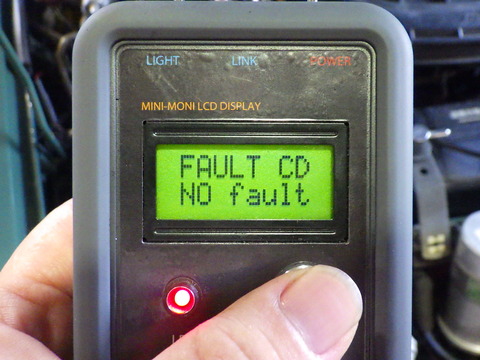 LIGHT LINK POWER
MINI-MONI LCD DISPLAY
FAULT CD
NO fault